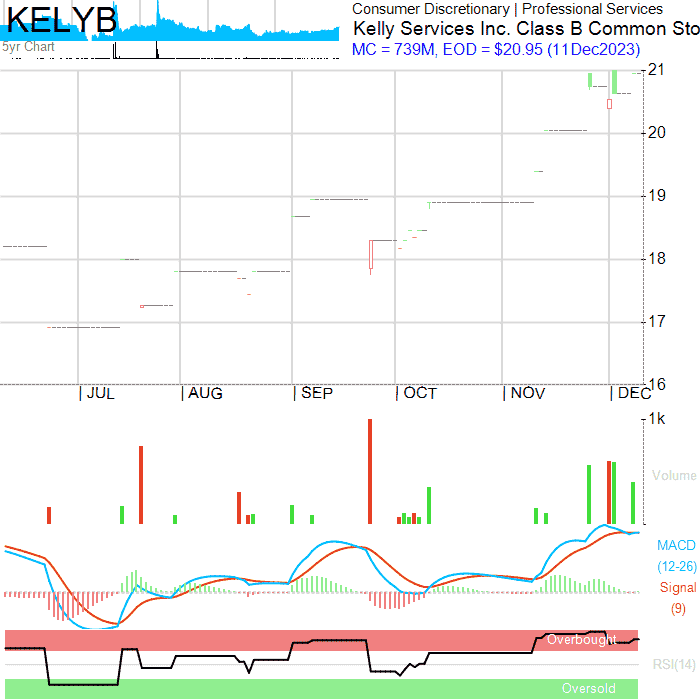 KELYB
5yr Chart
Consumer Discretionary | Professional Services
Kelly Services Inc. Class B Common Sto
MC = 739M, EOD = $20.95 (11Dec2023)
21
20
19
18
17
16
JUL
AUG
SEP
OCT
NOV
DEC
1k
Volume
MACD
(12-26)
Signal
(9)
Overbought
RSI(14)
Oversold